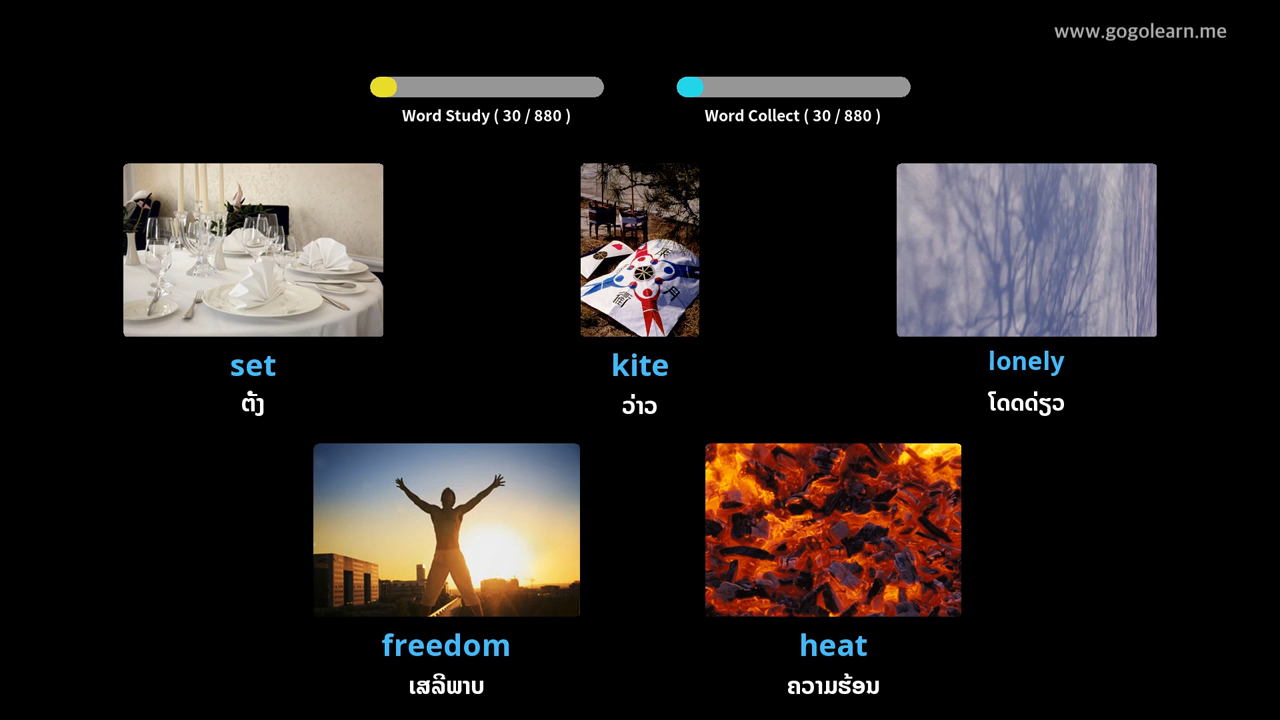 www.gogolearn.me
Word Study ( 30 / 880 )
Word Collect ( 30 / 880 )
set
ຕັ້ງ
kite
ວ່າວ
lonely
ໂດດດ່ຽວ
freedom
ເສລີພາບ
heat
ຄວາມຮ້ອນ